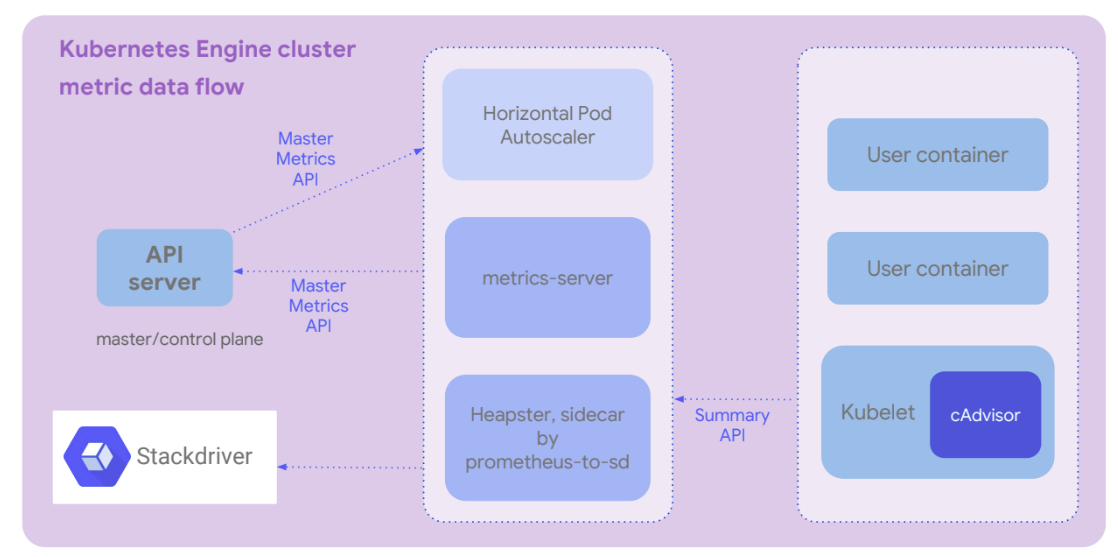 Kubernetes Engine cluster
metric data flow
Master
Metrics
API
API
server
Master
Metrics
API
master/control plane
Stackdriver
Horizontal Pod
Autoscaler
metrics-server
Heapster, sidecar
by
prometheus-to-sd
Summary
API
User container
User container
Kubelet
cAdvisor